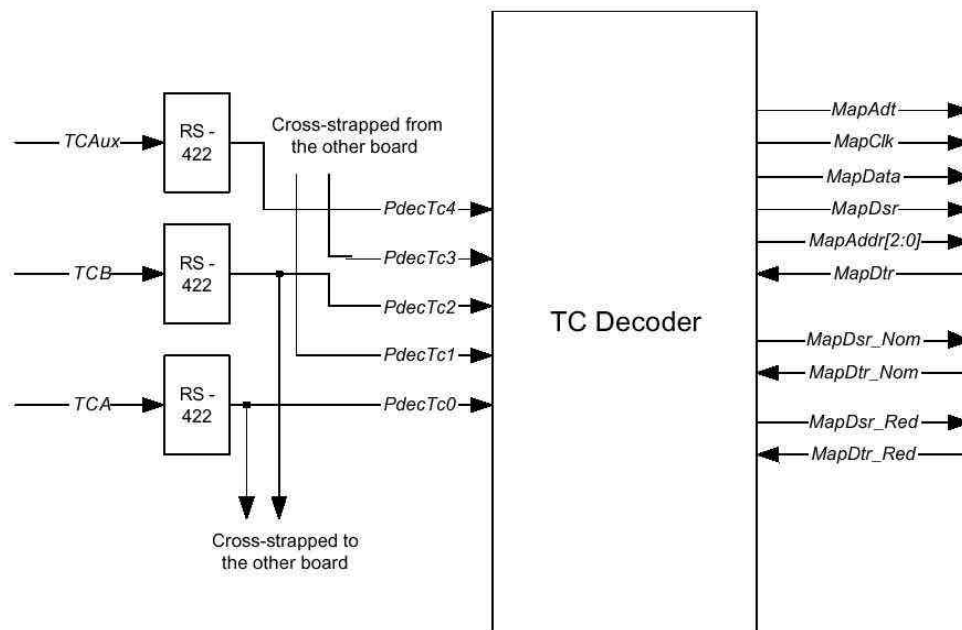 TCAux
RS -
422
Cross-strapped from
the other board
PdecTc4
PdecTc3
TCB
RS -
422
PdecTc2
PdecTc1
TCA
RS -
422
PdecTc0
Cross-strapped to
the other board
TC Decoder
MapAdt
MapClk
MapData
MapDsr
MapAddr[2:0]
MapDtr
MapDsr_Nom
MapDtr_Nom
MapDsr_Red
MapDtr_Red